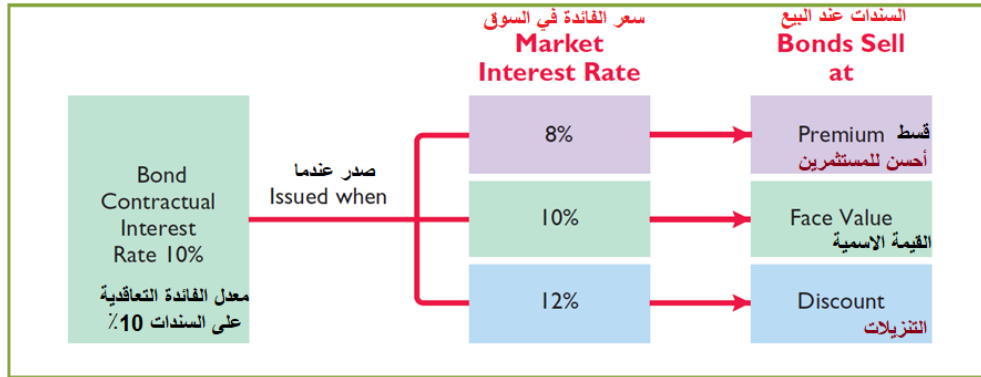 سعر الفائدة في السوق
Market
Interest Rate
السندات عند البيع
Bonds Sell
at
Bond
Contractual
Interest
Rate 10%
معدل الفائدة التعاقدية
على السندات 10٪
صدر عندما
Issued when
8%
Premium قسط
أحسن للمستثمرين
10%
Face Value
القيمة الاسمية
12%
Discount
التنزيلات